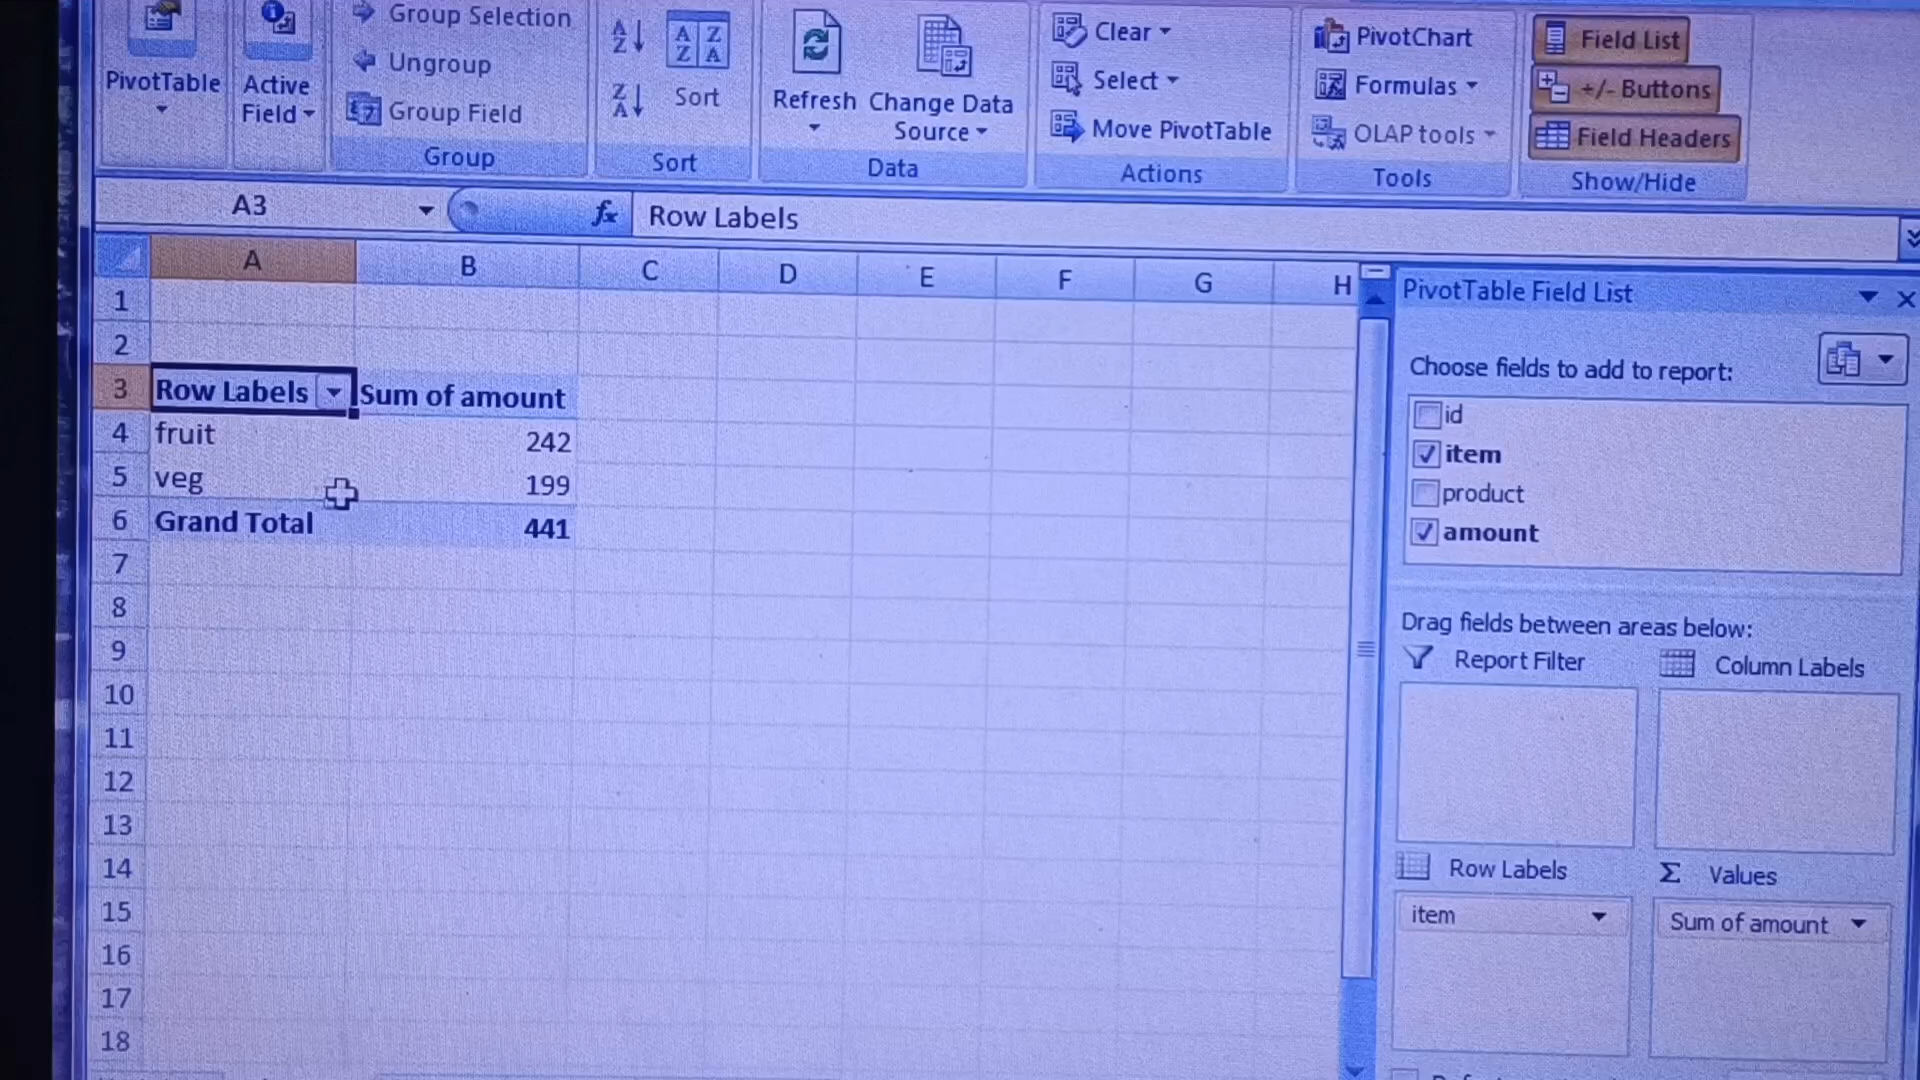 PivotTable
Active Field
Group Selection
Ungroup
Group Field
Group
Sort
Sort
Refresh
Change Data Source
Data
Clear
Select
Move PivotTable
Actions
PivotChart
Formulas
OLAP tools
Tools
Field List
+/- Buttons
Field Headers
Show/Hide
A3
fx
Row Labels
A B C D E F G H
1
2
3 Row Labels Sum of amount
4 fruit 242
5 veg 199
6 Grand Total 441
7
8
9
10
11
12
13
14
15
16
17
18
PivotTable Field List
Choose fields to add to report:
id
item
product
amount
Drag fields between areas below:
Report Filter
Column Labels
Row Labels
Σ Values
item
Sum of amount